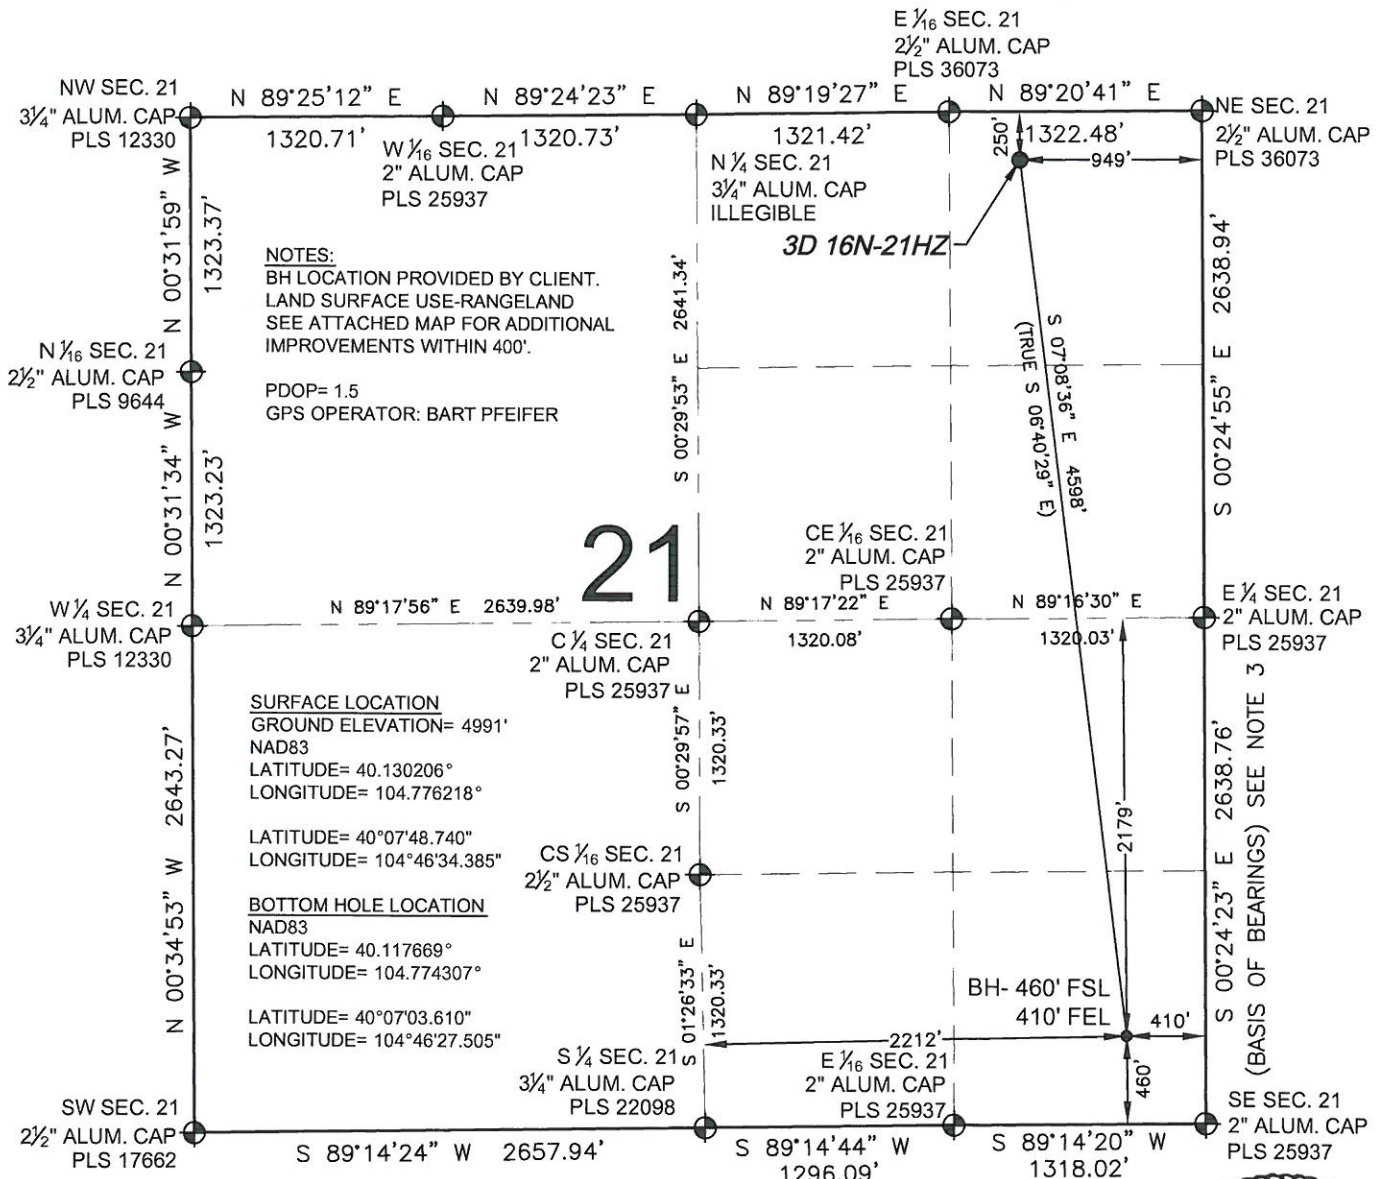 E 1/16 SEC. 21
2½" ALUM. CAP
PLS 36073
NW SEC. 21
3¼" ALUM. CAP
PLS 12330
N 89°25'12" E
1320.71'
N 89°24'23" E
1320.73'
N 89°19'27" E
1321.42'
N 89°20'41" E
1322.48'
NE SEC. 21
2½" ALUM. CAP
PLS 36073
W 1/16 SEC. 21
2" ALUM. CAP
PLS 25937
N ¼ SEC. 21
3¼" ALUM. CAP
ILLEGIBLE
250'
949'
3D 16N-21HZ
N 00°31'59" W
1323.37'
NOTES:
BH LOCATION PROVIDED BY CLIENT.
LAND SURFACE USE-RANGELAND
SEE ATTACHED MAP FOR ADDITIONAL
IMPROVEMENTS WITHIN 400'.
PDOP= 1.5
GPS OPERATOR: BART PFEIFER
S 00°29'53" E 2641.34'
S 07°08'36" E 4598'
(TRUE S 06°40'29" E)
S 00°24'55" E 2638.94'
N 1/16 SEC. 21
2½" ALUM. CAP
PLS 9644
N 00°31'34" W
1323.23'
21
CE 1/16 SEC. 21
2" ALUM. CAP
PLS 25937
W ¼ SEC. 21
3¼" ALUM. CAP
PLS 12330
N 89°17'56" E 2639.98'
N 89°17'22" E
1320.08'
N 89°16'30" E
1320.03'
E ¼ SEC. 21
2" ALUM. CAP
PLS 25937
C ¼ SEC. 21
2" ALUM. CAP
PLS 25937
SURFACE LOCATION
GROUND ELEVATION= 4991'
NAD83
LATITUDE= 40.130206°
LONGITUDE= 104.776218°
LATITUDE= 40°07'48.740"
LONGITUDE= 104°46'34.385"
N 00°34'53" W 2643.27'
S 00°29'57" E
1320.33'
2179'
S 00°24'23" E 2638.76'
(BASIS OF BEARINGS) SEE NOTE 3
CS 1/16 SEC. 21
2½" ALUM. CAP
PLS 25937
BOTTOM HOLE LOCATION
NAD83
LATITUDE= 40.117669°
LONGITUDE= 104.774307°
LATITUDE= 40°07'03.610"
LONGITUDE= 104°46'27.505"
S 01°26'33" E
1320.33'
BH- 460' FSL
410' FEL
410'
2212'
460'
S ¼ SEC. 21
3¼" ALUM. CAP
PLS 22098
E 1/16 SEC. 21
2" ALUM. CAP
PLS 25937
SW SEC. 21
2½" ALUM. CAP
PLS 17662
SE SEC. 21
2" ALUM. CAP
PLS 25937
S 89°14'24" W 2657.94'
S 89°14'44" W
1296.09'
S 89°14'20" W
1318.02'